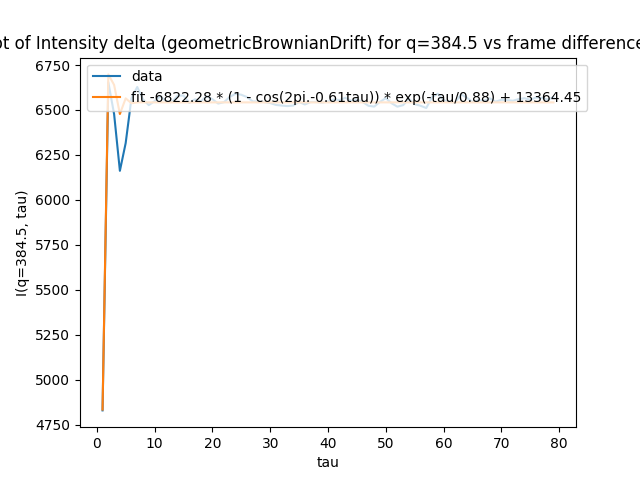 ot of Intensity delta (geometricBrownianDrift) for q=384.5 vs frame difference
6750
6500
6250
6000
5750
5500
5250
5000
4750
I(q=384.5, tau)
data
fit -6822.28 * (1 - cos(2pi.-0.61tau)) * exp(-tau/0.88) + 13364.45
0 10 20 30 40 50 60 70 80
tau